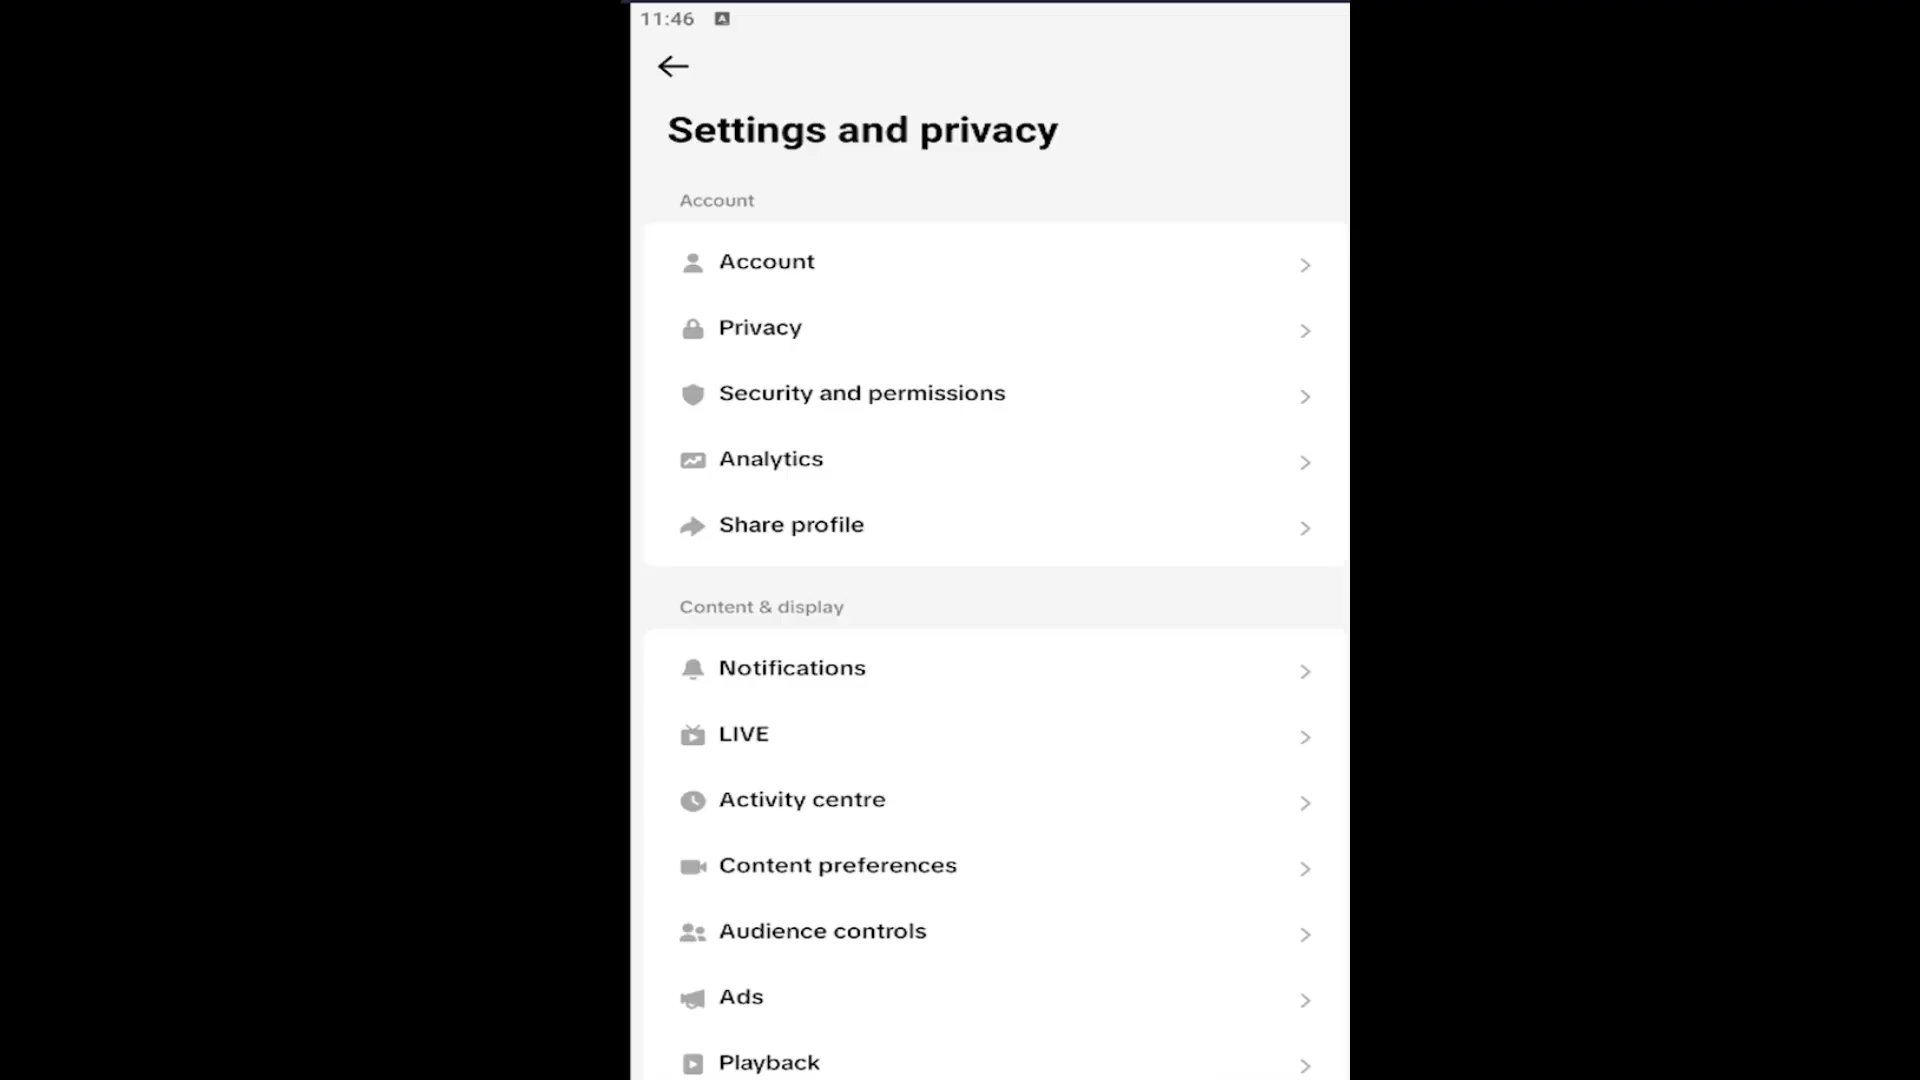 11:46
Settings and privacy
Account
Account
Privacy
Security and permissions
Analytics
Share profile
Content & display
Notifications
LIVE
Activity centre
Content preferences
Audience controls
Ads
Playback